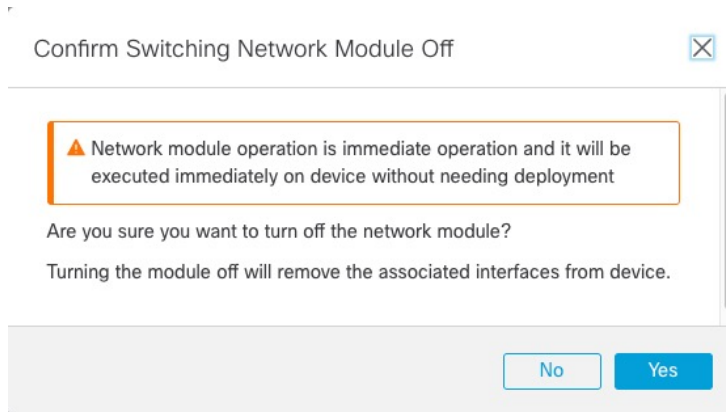 Confirm Switching Network Module Off
Network module operation is immediate operation and it will be
executed immediately on device without needing deployment
Are you sure you want to turn off the network module?
Turning the module off will remove the associated interfaces from device.
No
Yes